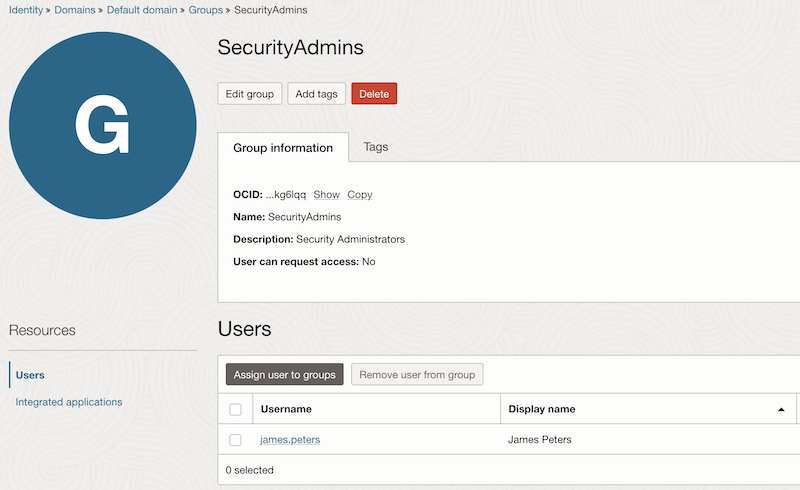 Identity » Domains » Default domain » Groups » SecurityAdmins
G
SecurityAdmins
Edit group Add tags Delete
Group information Tags
OCID: ...kg6lqq Show Copy
Name: SecurityAdmins
Description: Security Administrators
User can request access: No
Resources
Users
Integrated applications
Users
Assign user to groups Remove user from group
Username Display name
james.peters James Peters
0 selected